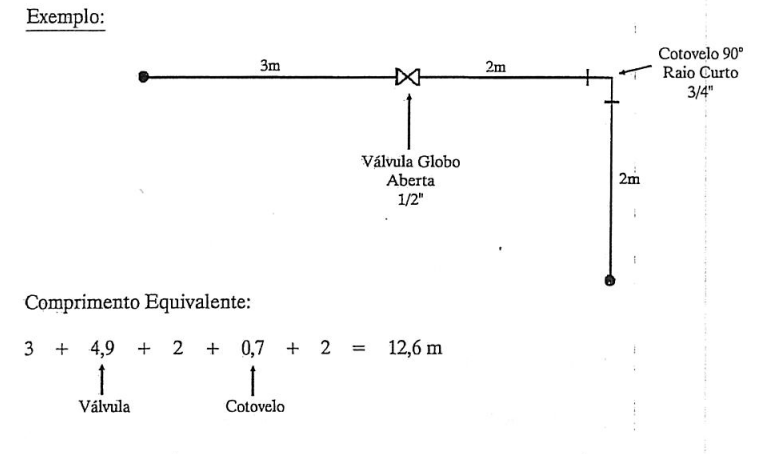 Exemplo:
3m
2m
Cotovelo 90°
Raio Curto
3/4"
Válvula Globo
Aberta
1/2"
2m
Comprimento Equivalente:
3 + 4,9 + 2 + 0,7 + 2 = 12,6 m
Válvula
Cotovelo